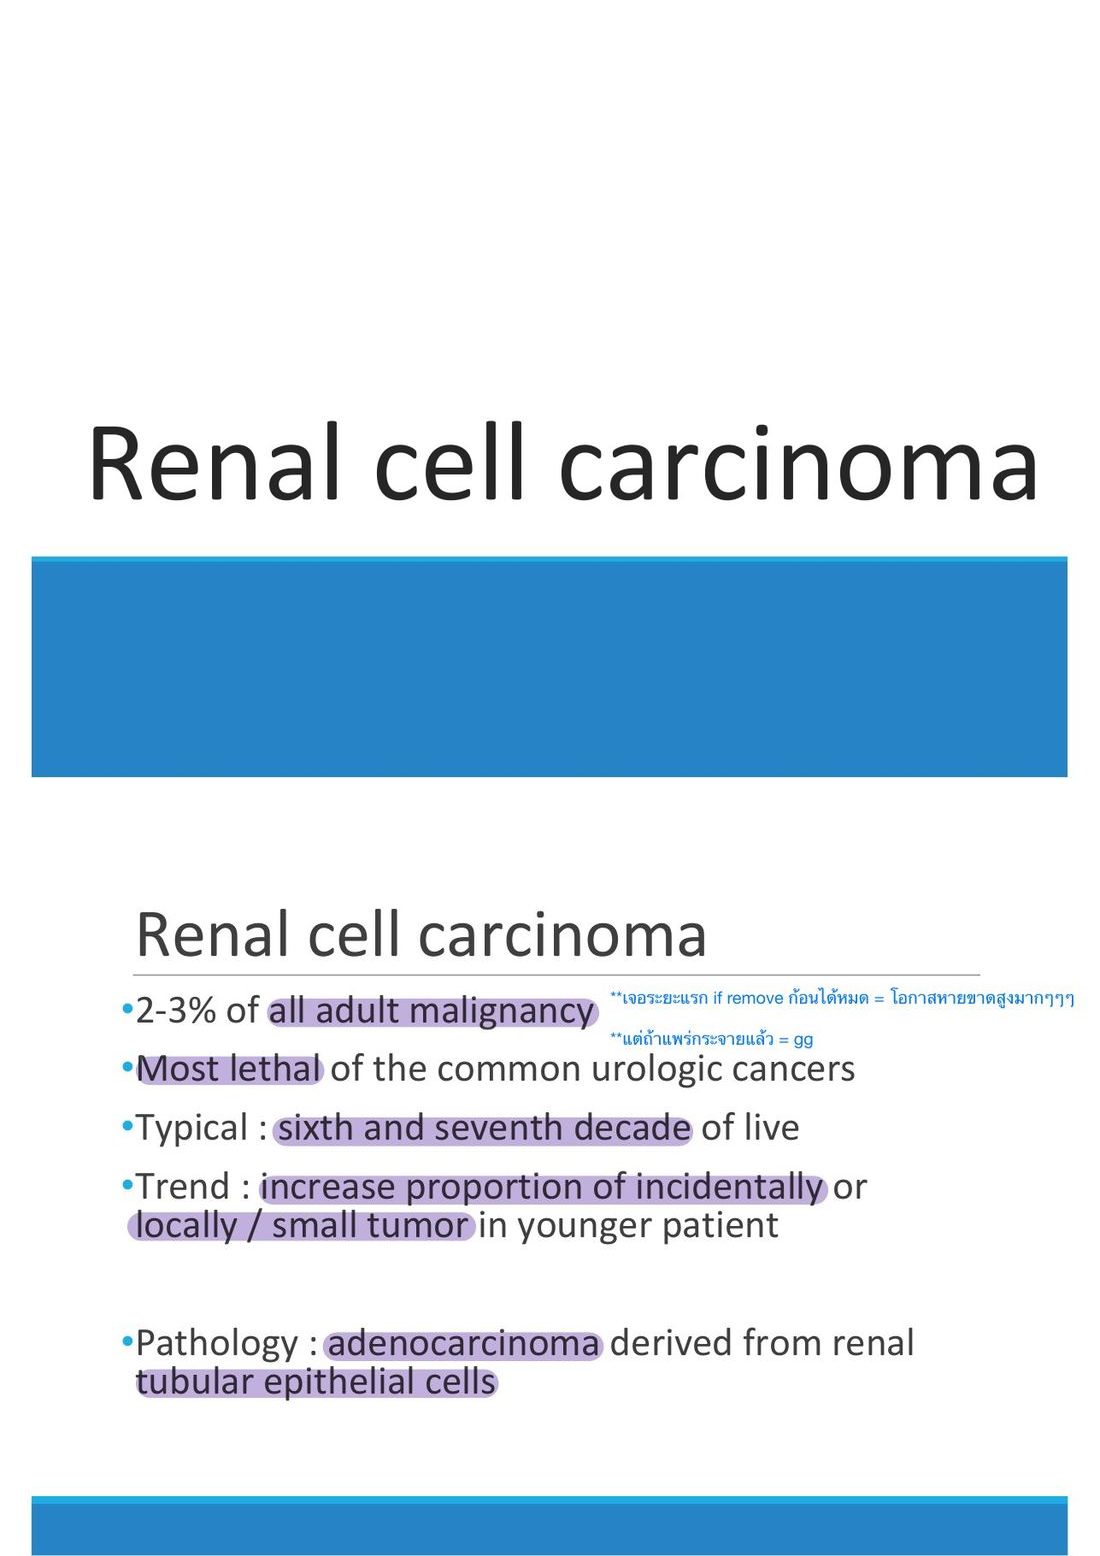 Renal cell carcinoma
Renal cell carcinoma
•2-3% of all adult malignancy
**เจอระยะแรก if remove ก้อนได้หมด = โอกาสหายขาดสูงมากๆๆๆ
**แต่ถ้าแพร่กระจายแล้ว = gg
•Most lethal of the common urologic cancers
•Typical : sixth and seventh decade of live
•Trend : increase proportion of incidentally or
locally / small tumor in younger patient
•Pathology : adenocarcinoma derived from renal
tubular epithelial cells